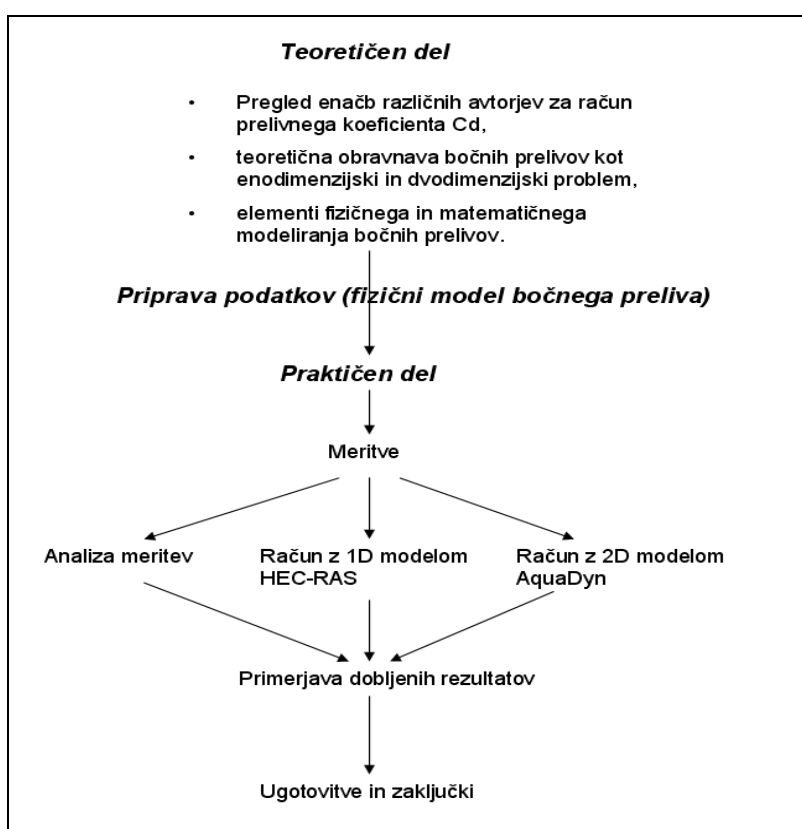 Teoretičen del
• Pregled enačb različnih avtorjev za račun
prelivnega koeficienta Cd,
• teoretična obravnava bočnih prelivov kot
enodimenzijski in dvodimenzijski problem,
• elementi fizičnega in matematičnega
modeliranja bočnih prelivov.
Priprava podatkov (fizični model bočnega preliva)
Praktičen del
Meritve
Analiza meritev
Račun z 1D modelom
HEC-RAS
Račun z 2D modelom
AquaDyn
Primerjava dobljenih rezultatov
Ugotovitve in zaključki